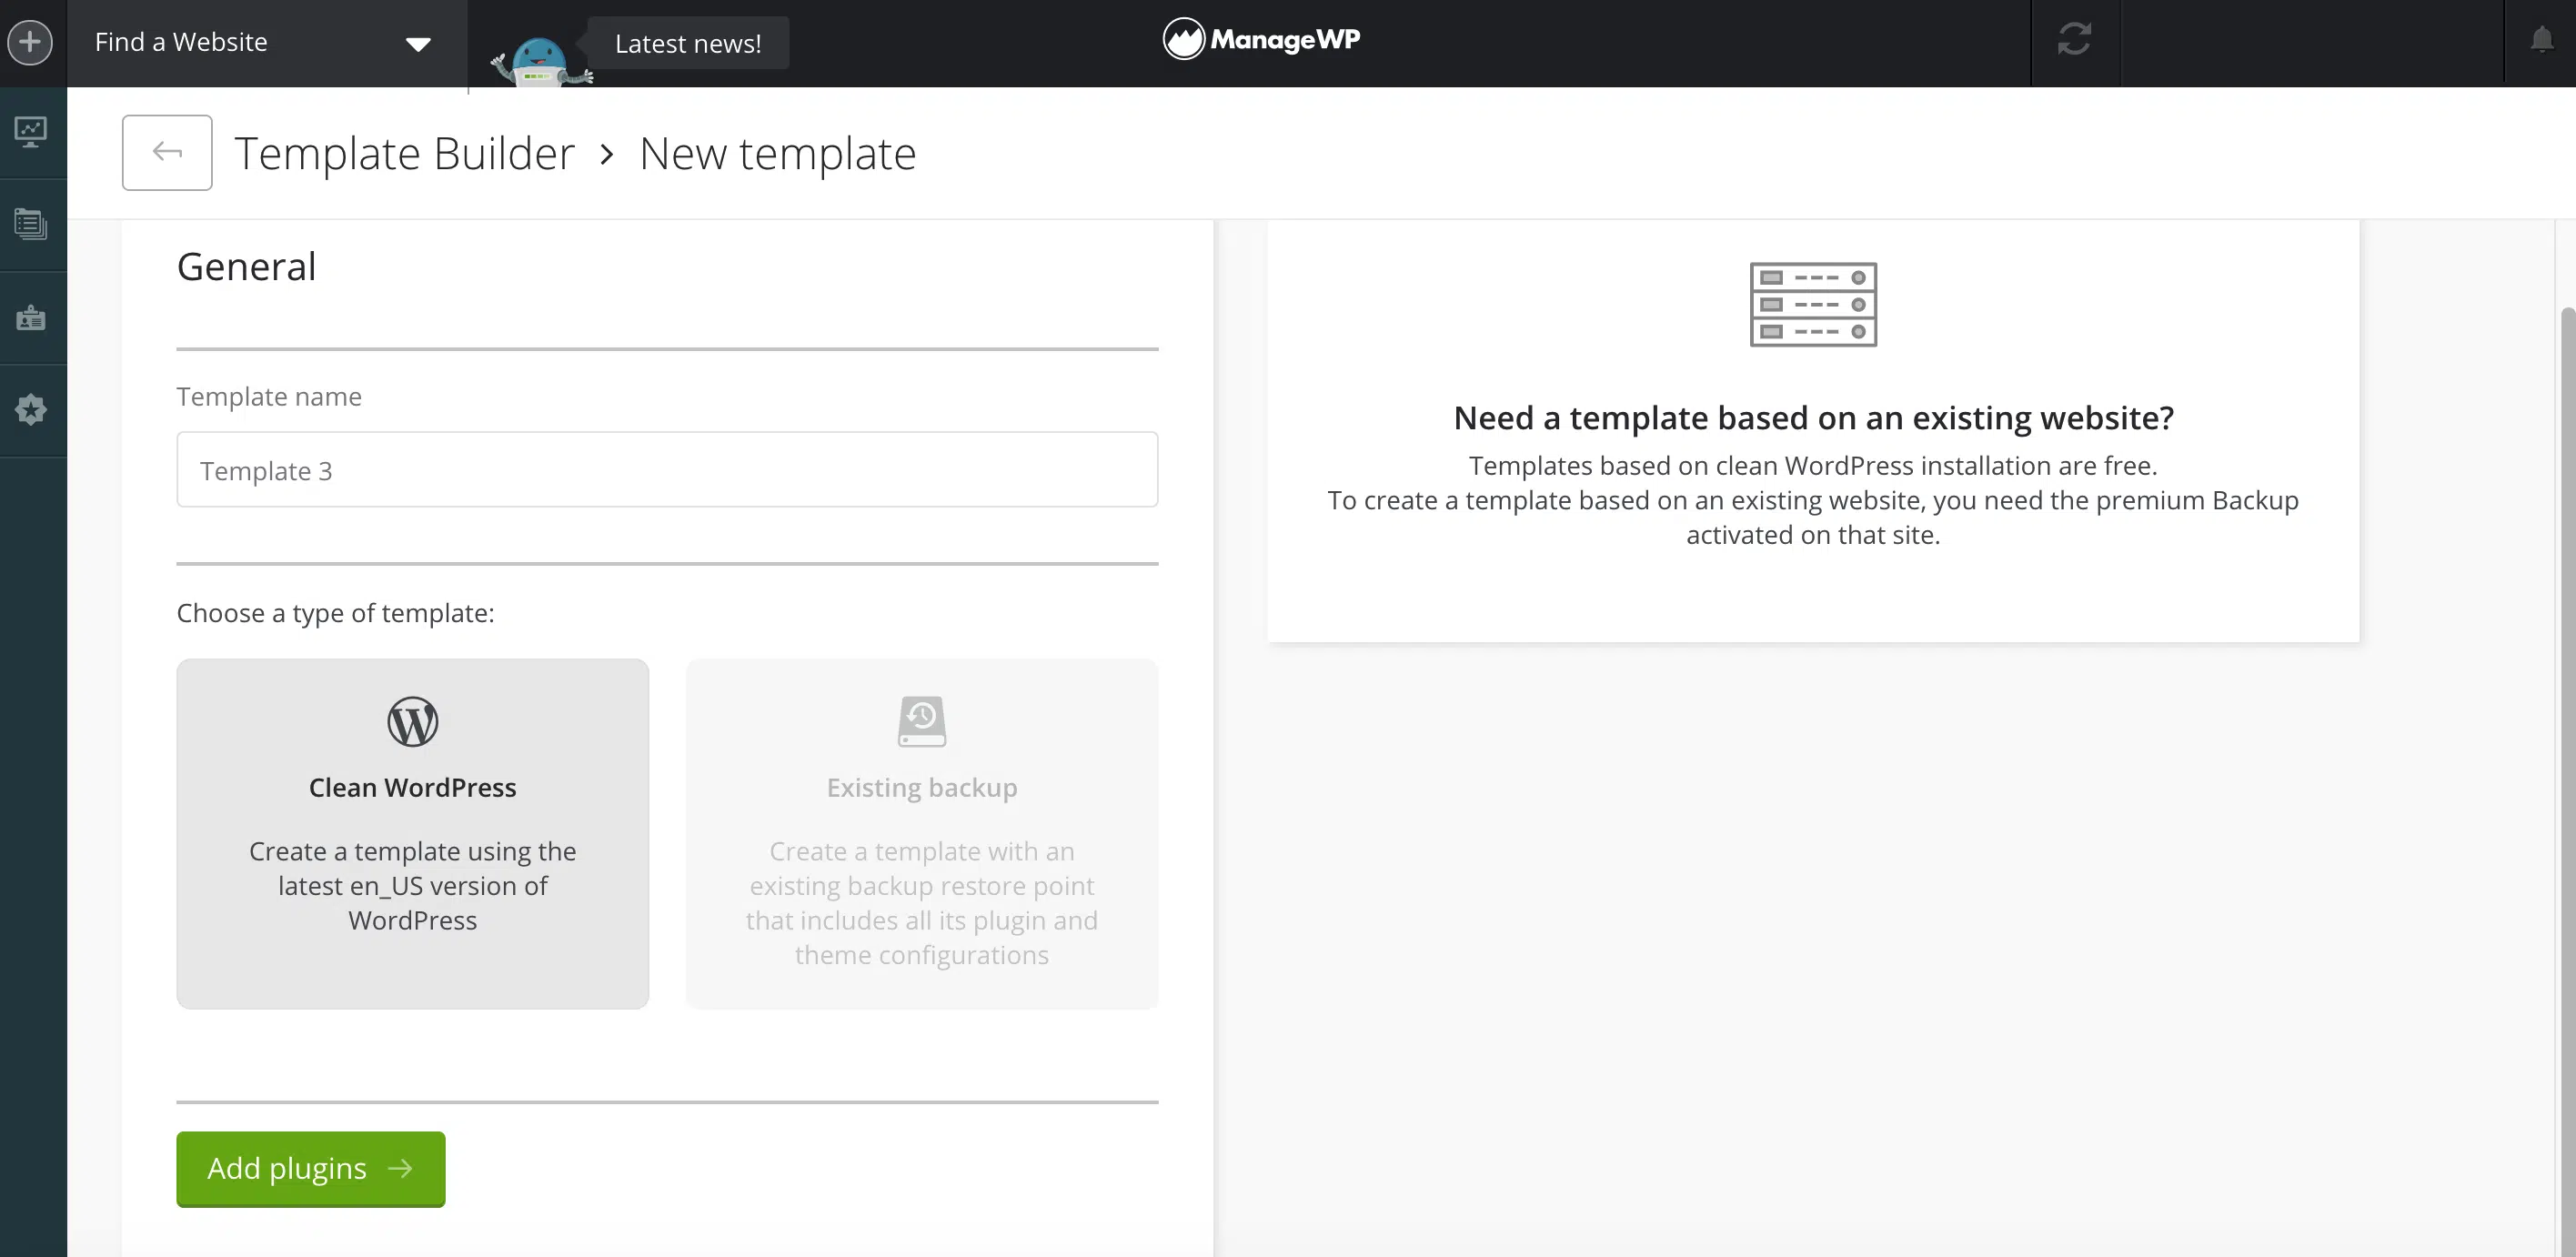 Find a Website
Latest news!
ManageWP
Template Builder > New template
General
Template name
Template 3
Choose a type of template:
Clean WordPress
Create a template using the
latest en_US version of
WordPress
Existing backup
Create a template with an
existing backup restore point
that includes all its plugin and
theme configurations
Add plugins →
Need a template based on an existing website?
Templates based on clean WordPress installation are free.
To create a template based on an existing website, you need the premium Backup
activated on that site.